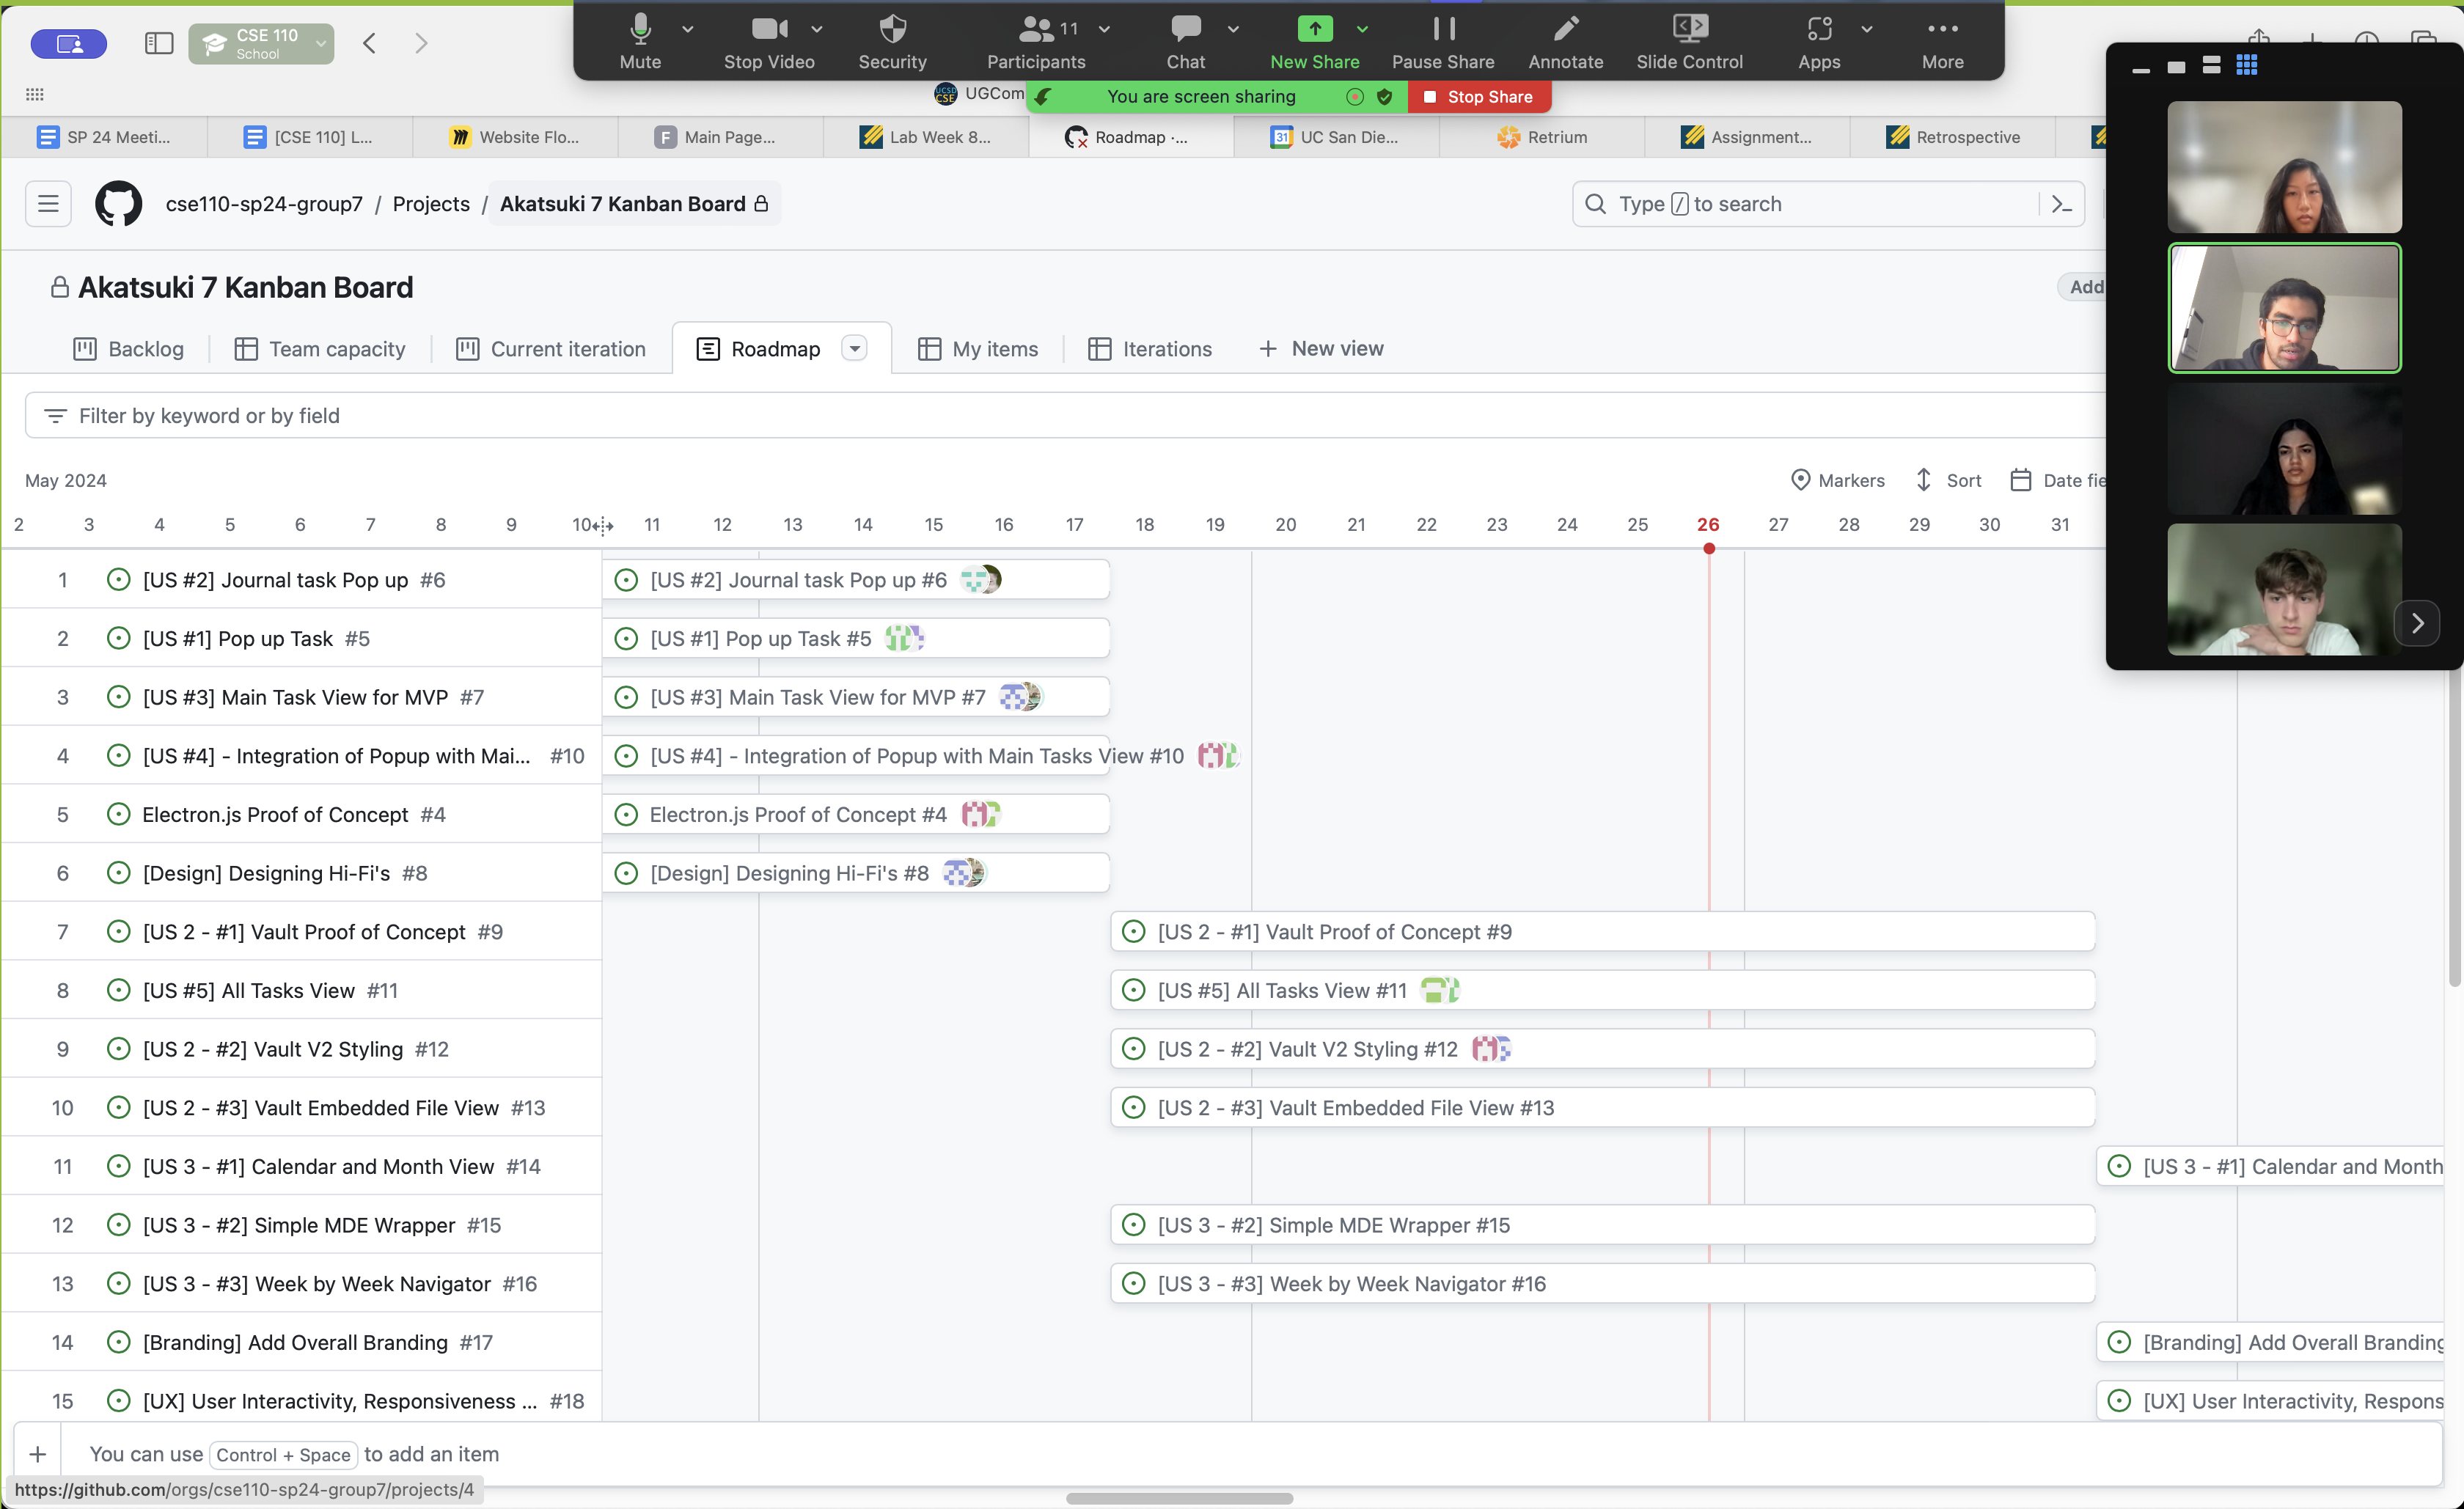 CSE 110
School
Mute
Stop Video
Security
11
Participants
Chat
New Share
Pause Share
Annotate
Slide Control
Apps
More
UCSD CSE
UGCom
You are screen sharing
Stop Share
SP 24 Meeti...
[CSE 110] L...
Website Flo...
F Main Page...
Lab Week 8...
Roadmap ·...
31 UC San Die...
Retrium
Assignment...
Retrospective
cse110-sp24-group7 / Projects / Akatsuki 7 Kanban Board
Type / to search
Akatsuki 7 Kanban Board
Add
Backlog
Team capacity
Current iteration
Roadmap
My items
Iterations
New view
Filter by keyword or by field
May 2024
Markers
Sort
Date fie
2 3 4 5 6 7 8 9 10 11 12 13 14 15 16 17 18 19 20 21 22 23 24 25 26 27 28 29 30 31
1 [US #2] Journal task Pop up #6
[US #2] Journal task Pop up #6
2 [US #1] Pop up Task #5
[US #1] Pop up Task #5
3 [US #3] Main Task View for MVP #7
[US #3] Main Task View for MVP #7
4 [US #4] - Integration of Popup with Mai... #10
[US #4] - Integration of Popup with Main Tasks View #10
5 Electron.js Proof of Concept #4
Electron.js Proof of Concept #4
6 [Design] Designing Hi-Fi's #8
[Design] Designing Hi-Fi's #8
7 [US 2 - #1] Vault Proof of Concept #9
[US 2 - #1] Vault Proof of Concept #9
8 [US #5] All Tasks View #11
[US #5] All Tasks View #11
9 [US 2 - #2] Vault V2 Styling #12
[US 2 - #2] Vault V2 Styling #12
10 [US 2 - #3] Vault Embedded File View #13
[US 2 - #3] Vault Embedded File View #13
11 [US 3 - #1] Calendar and Month View #14
[US 3 - #1] Calendar and Month
12 [US 3 - #2] Simple MDE Wrapper #15
[US 3 - #2] Simple MDE Wrapper #15
13 [US 3 - #3] Week by Week Navigator #16
[US 3 - #3] Week by Week Navigator #16
14 [Branding] Add Overall Branding #17
[Branding] Add Overall Branding
15 [UX] User Interactivity, Responsiveness ... #18
[UX] User Interactivity, Respons
You can use Control + Space to add an item
https://github.com/orgs/cse110-sp24-group7/projects/4